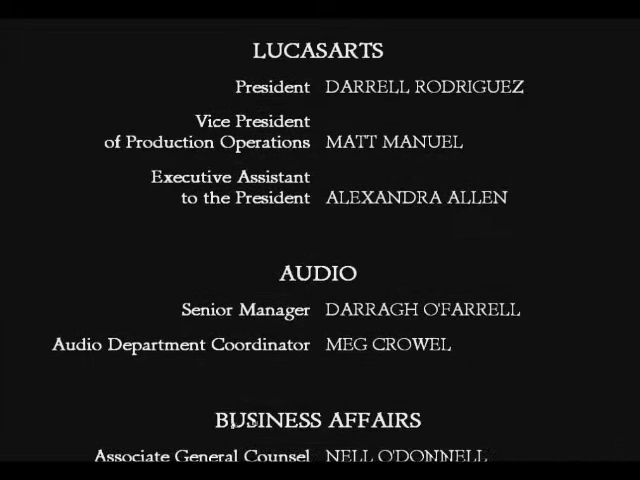 LUCASARTS
President DARRELL RODRIGUEZ
Vice President
of Production Operations MATT MANUEL
Executive Assistant
to the President ALEXANDRA ALLEN
AUDIO
Senior Manager DARRAGH O'FARRELL
Audio Department Coordinator MEG CROWEL
BUSINESS AFFAIRS
Associate General Counsel NELL O'DONNELL